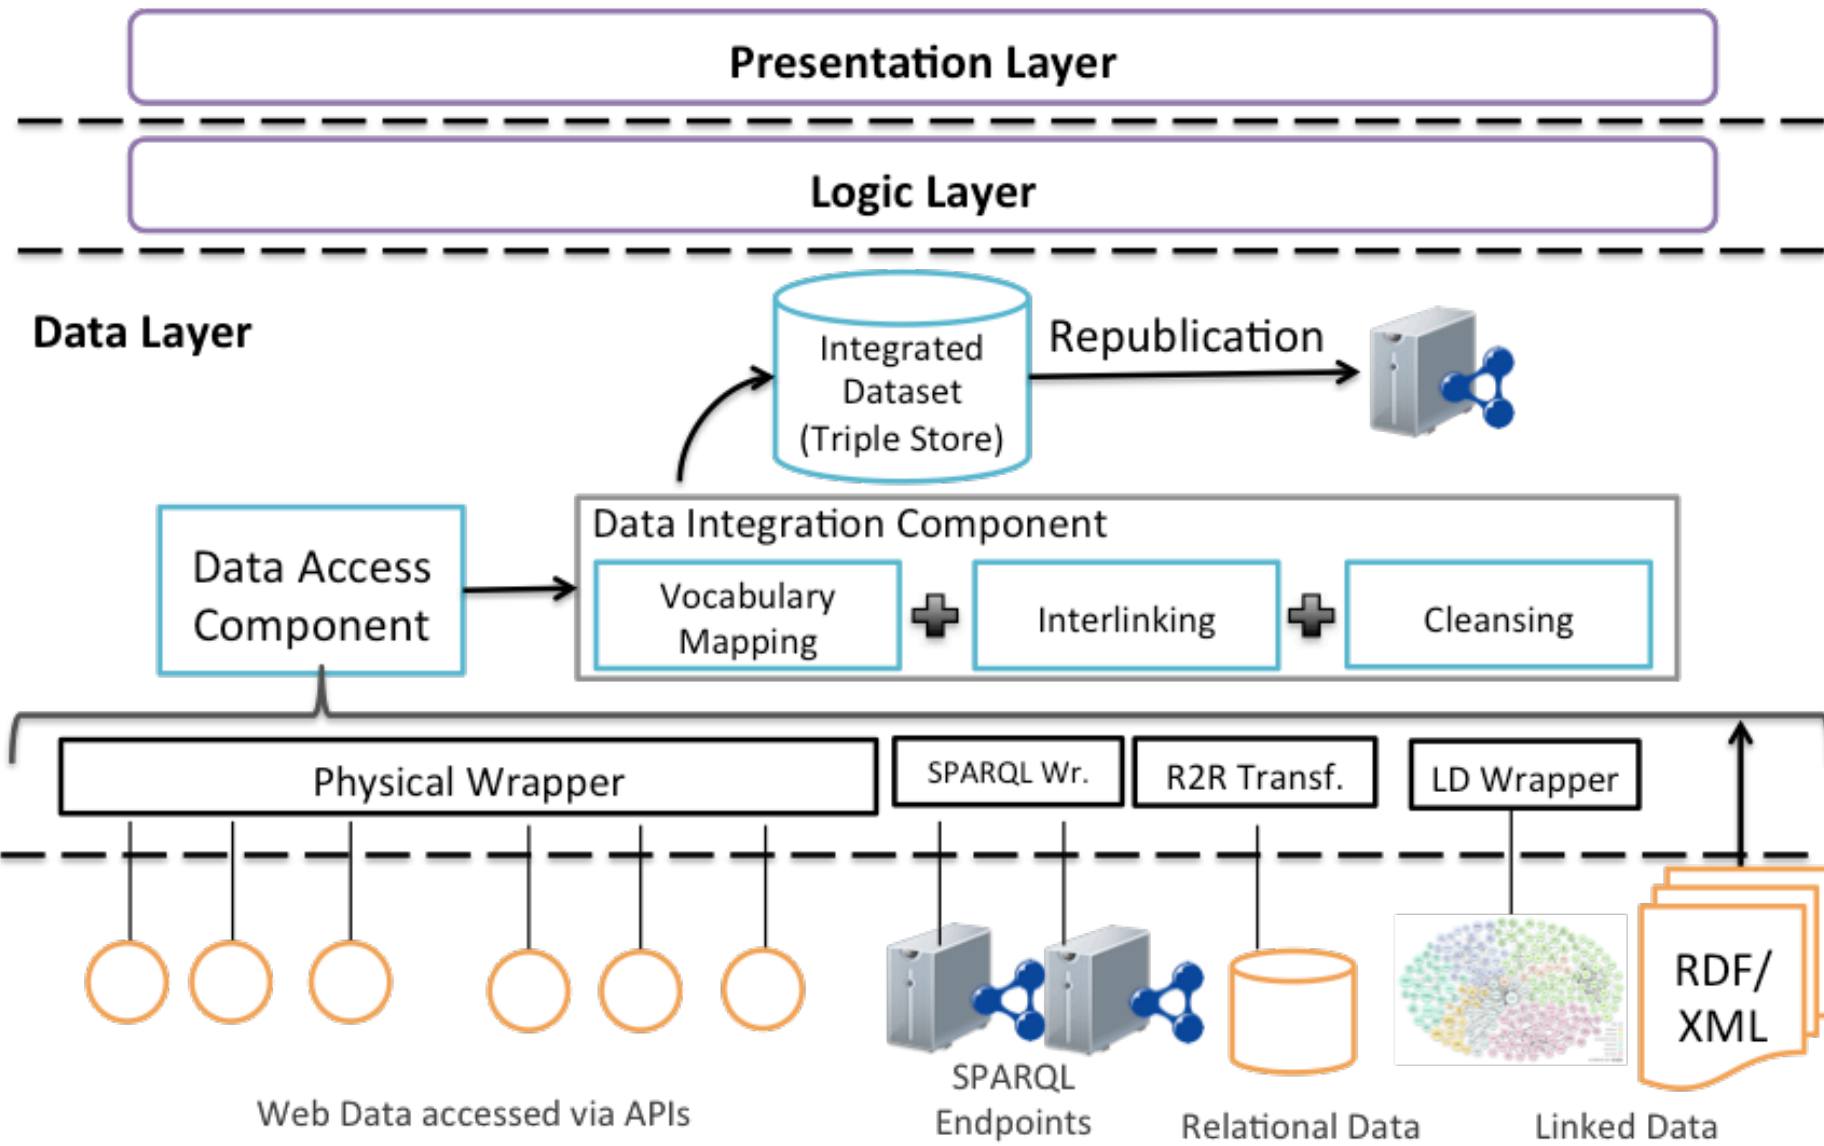 Presentation Layer
Logic Layer
Data Layer
Integrated
Dataset
(Triple Store)
Republication
Data Access
Component
Data Integration Component
Vocabulary
Mapping
Interlinking
Cleansing
Physical Wrapper
SPARQL Wr.
R2R Transf.
LD Wrapper
RDF/
XML
Web Data accessed via APIs
SPARQL
Endpoints
Relational Data
Linked Data